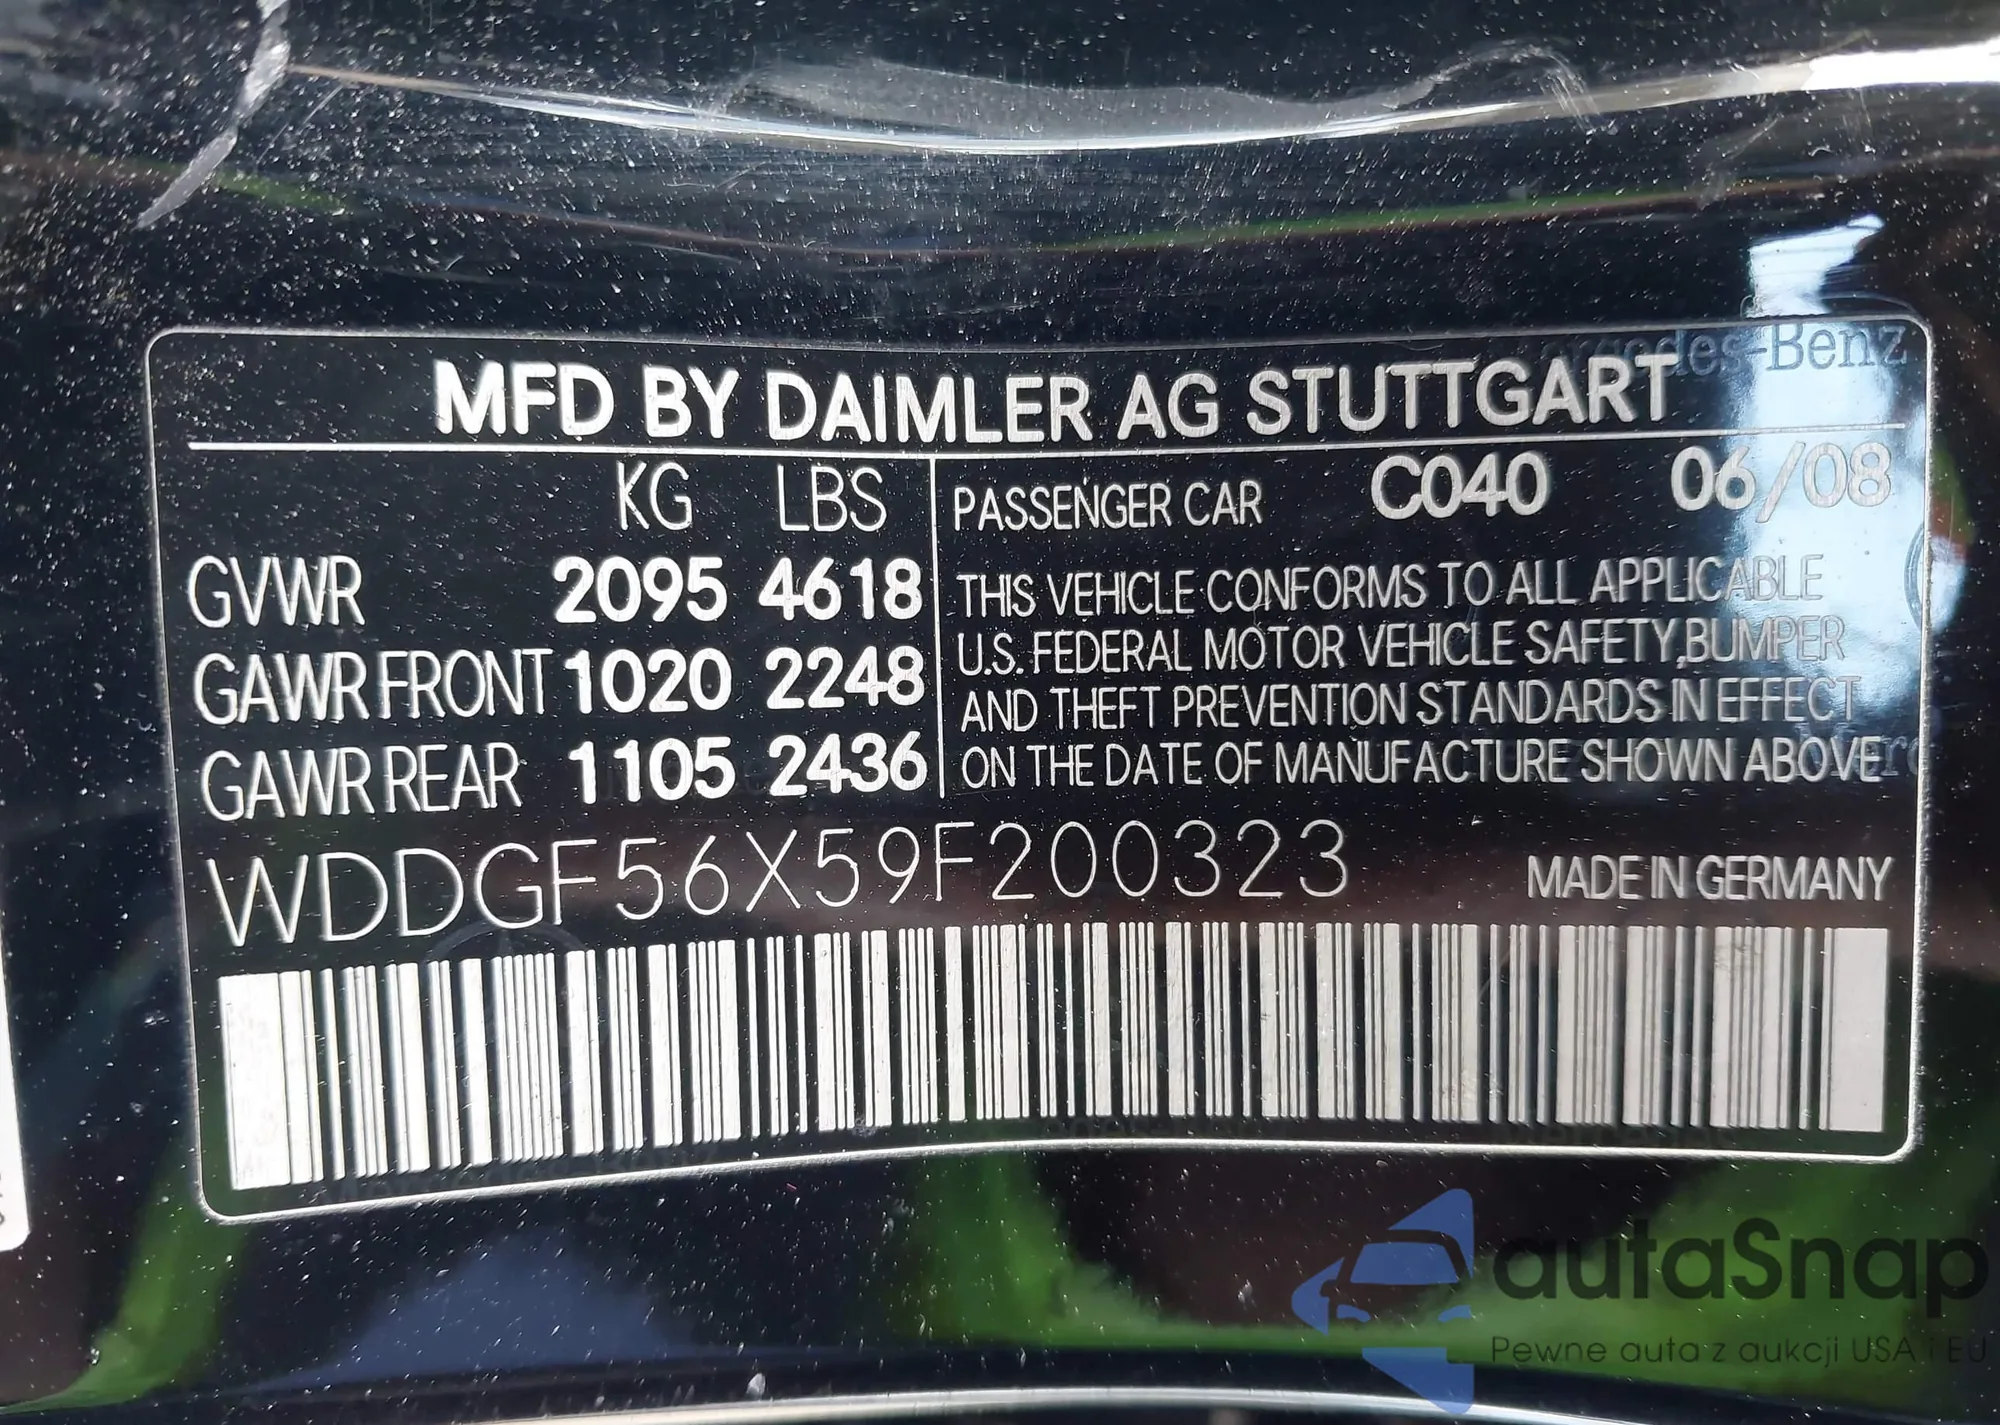 Mercedes-Benz
MFD BY DAIMLER AG STUTTGART
KG LBS
GVWR 2095 4618
GAWR FRONT 1020 2248
GAWR REAR 1105 2436
PASSENGER CAR C040 06/08
THIS VEHICLE CONFORMS TO ALL APPLICABLE
U.S. FEDERAL MOTOR VEHICLE SAFETY, BUMPER
AND THEFT PREVENTION STANDARDS IN EFFECT
ON THE DATE OF MANUFACTURE SHOWN ABOVE
WDDGF56X59F200323
MADE IN GERMANY
autaSnap
Pewne auta z aukcji USA i EU